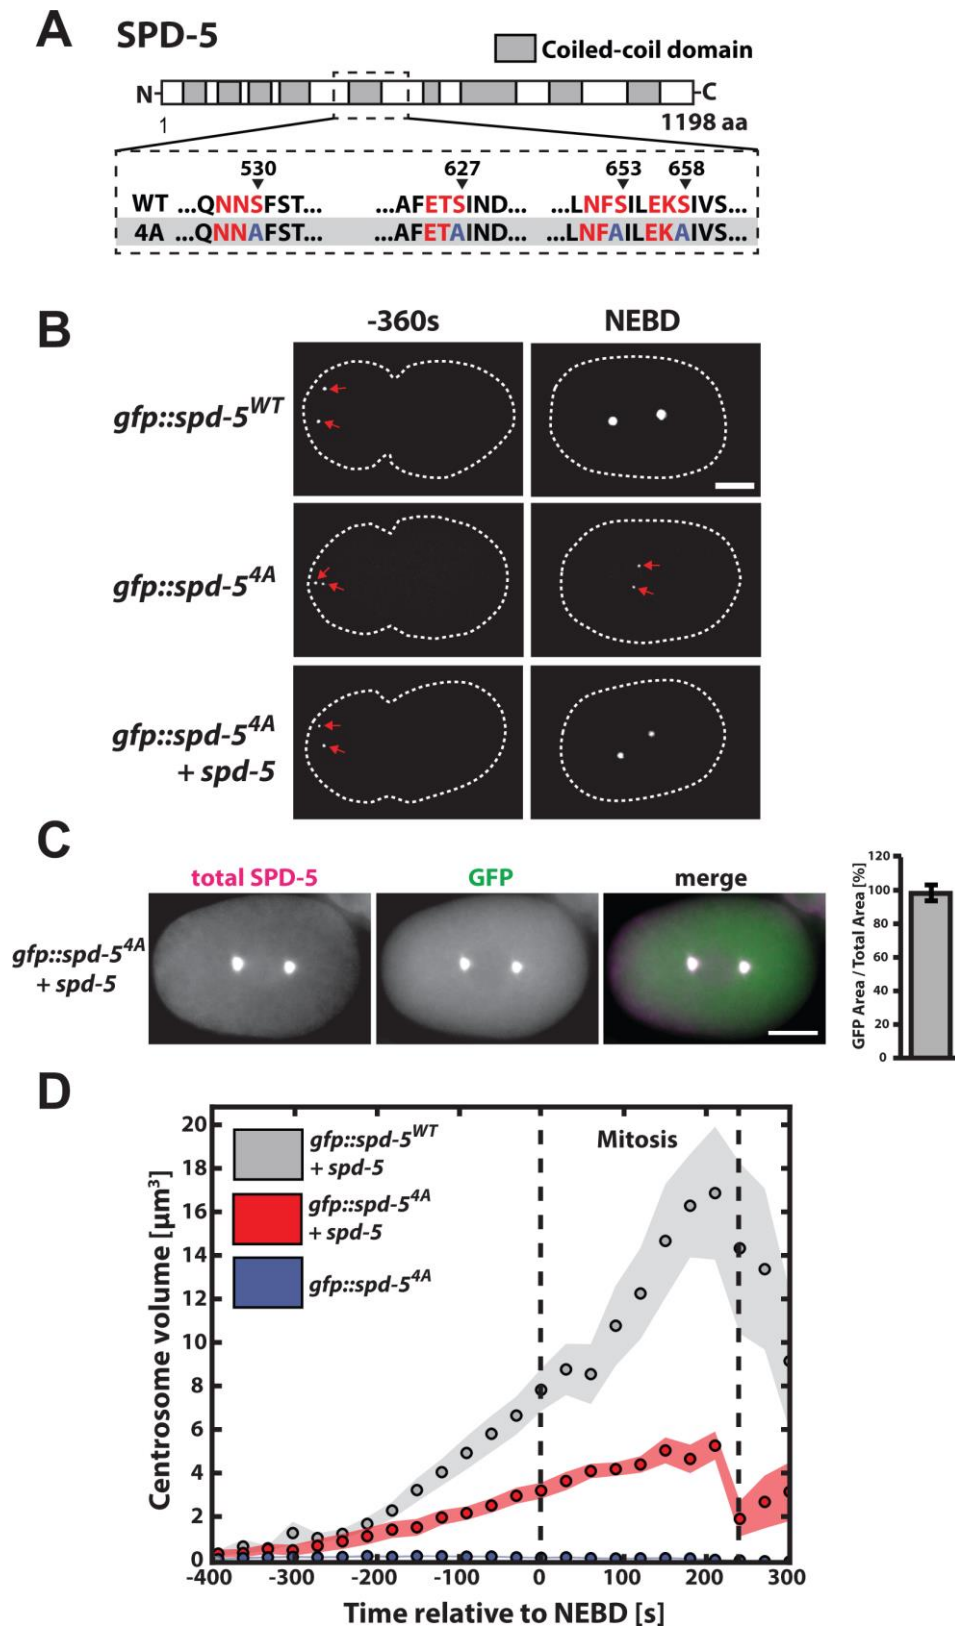 A SPD-5
Coiled-coil domain
N C
1 1198 aa
530 627 653 658
WT ...QNNSFST... ...AFETSIND... ...LNFSILEKSIVS...
4A ...QNNAFST... ...AFETAIND... ...LNFAILEKAIVS...
B
-360s NEBD
gfp::spd-5WT
gfp::spd-54A
gfp::spd-54A
+ spd-5
C
total SPD-5 GFP merge
gfp::spd-54A
+ spd-5
GFP Area / Total Area [%]
120
100
80
60
40
20
0
D
Centrosome volume [µm³]
20
18
16
14
12
10
8
6
4
2
0
gfp::spd-5WT
+ spd-5
gfp::spd-54A
+ spd-5
gfp::spd-54A
Mitosis
-400 -300 -200 -100 0 100 200 300
Time relative to NEBD [s]